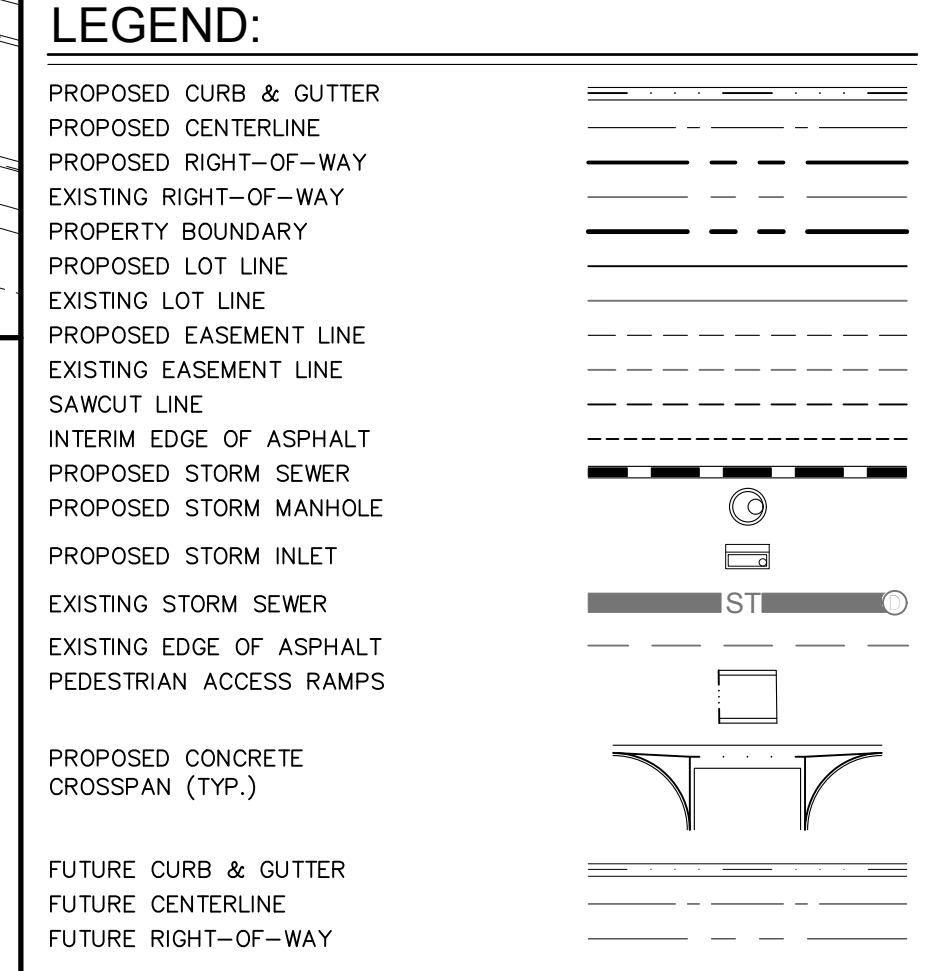 LEGEND:
PROPOSED CURB & GUTTER
PROPOSED CENTERLINE
PROPOSED RIGHT-OF-WAY
EXISTING RIGHT-OF-WAY
PROPERTY BOUNDARY
PROPOSED LOT LINE
EXISTING LOT LINE
PROPOSED EASEMENT LINE
EXISTING EASEMENT LINE
SAWCUT LINE
INTERIM EDGE OF ASPHALT
PROPOSED STORM SEWER
PROPOSED STORM MANHOLE
PROPOSED STORM INLET
EXISTING STORM SEWER ST D
EXISTING EDGE OF ASPHALT
PEDESTRIAN ACCESS RAMPS
PROPOSED CONCRETE
CROSSPAN (TYP.)
FUTURE CURB & GUTTER
FUTURE CENTERLINE
FUTURE RIGHT-OF-WAY